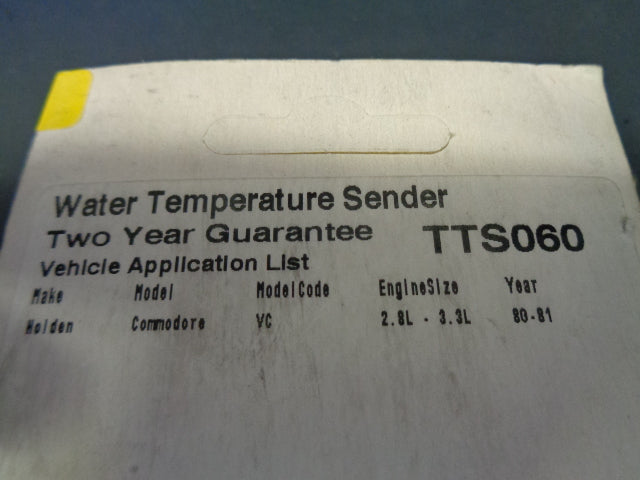 Water Temperature Sender
Two Year Guarantee TTS060
Vehicle Application List
Make Model ModelCode EngineSize Year
Holden Commodore VC 2.8L - 3.3L 80-81